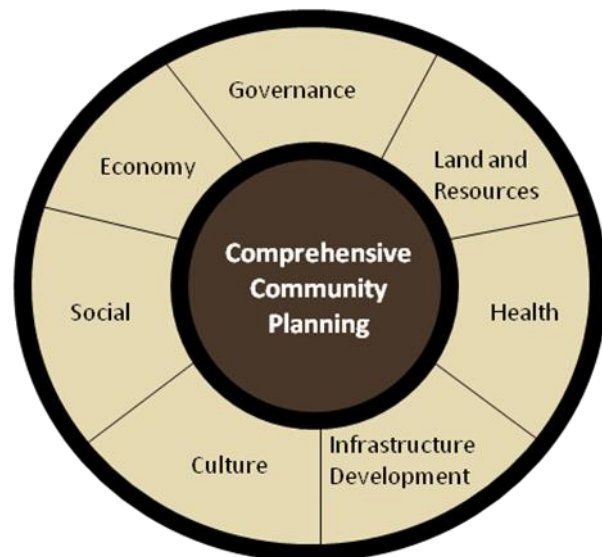 Governance
Land and
Resources
Health
Infrastructure
Development
Culture
Social
Economy
Comprehensive
Community
Planning